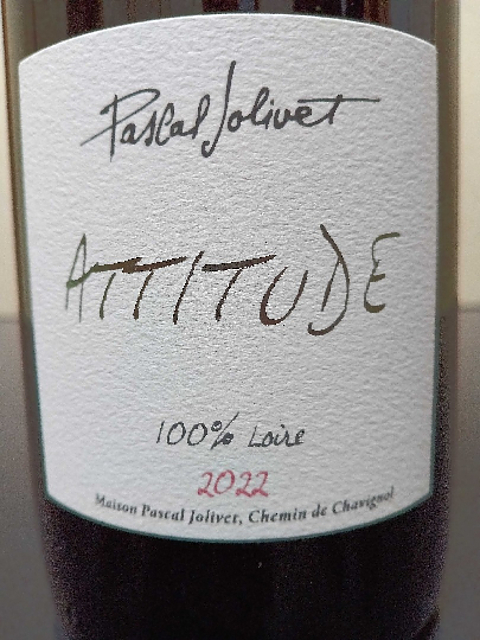 Pascal Jolivet
ATTITUDE
100% Loire
2022
Maison Pascal Jolivet, Chemin de Chavignol